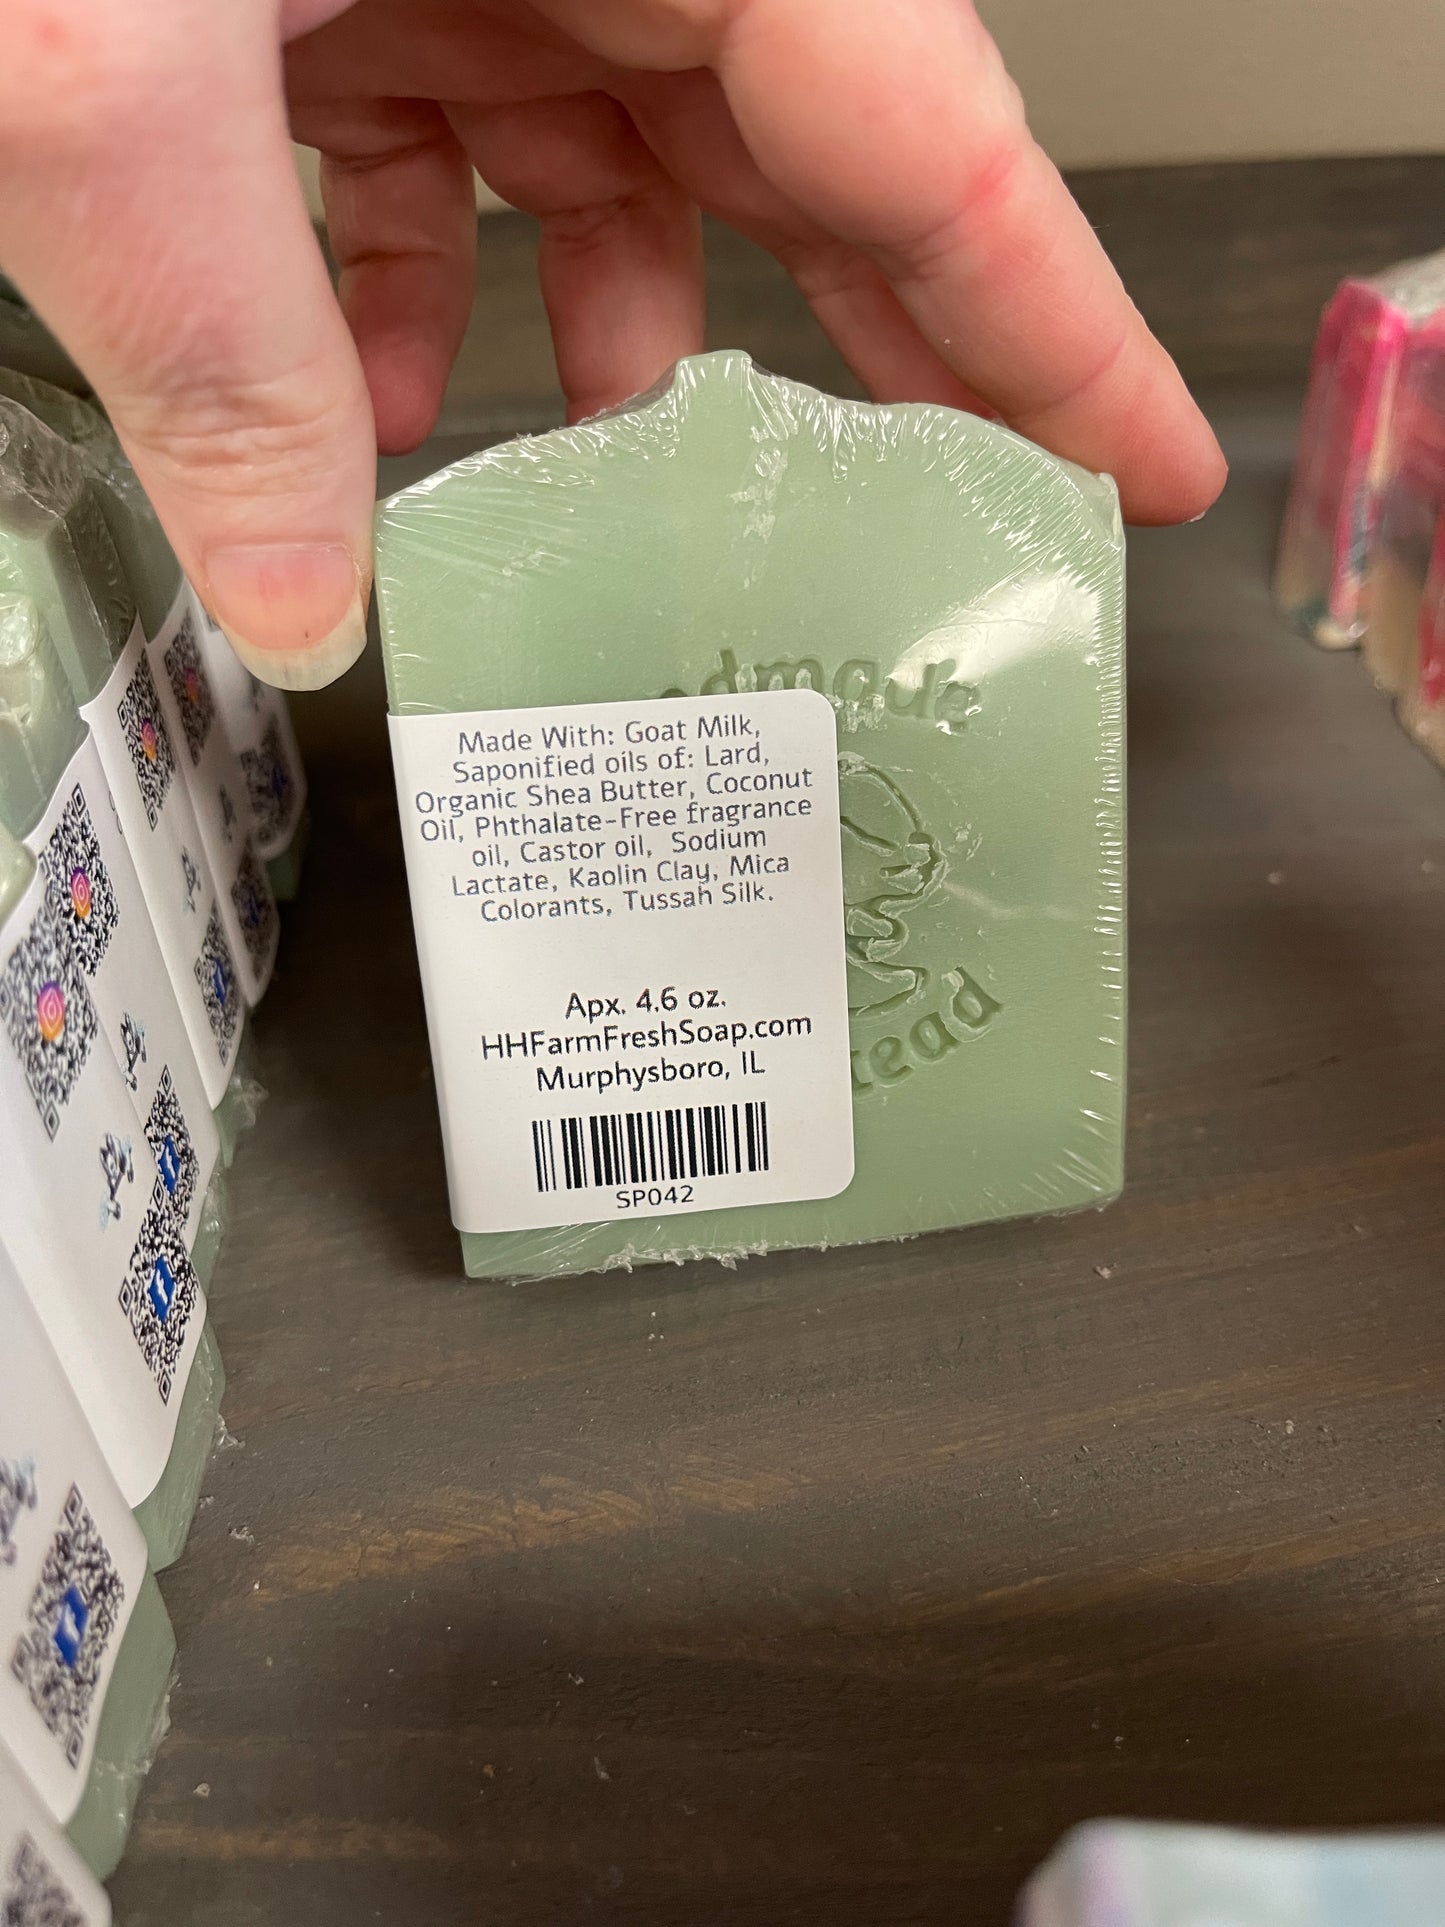 Made With: Goat Milk,
Saponified oils of: Lard,
Organic Shea Butter, Coconut
Oil, Phthalate-Free fragrance
oil, Castor oil, Sodium
Lactate, Kaolin Clay, Mica
Colorants, Tussah Silk.
Apx. 4.6 oz.
HHFarmFreshSoap.com
Murphysboro, IL
SP042